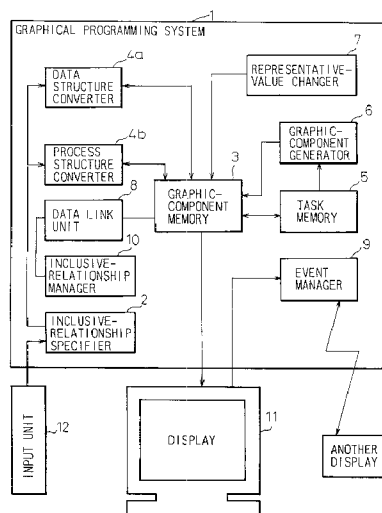 1
GRAPHICAL PROGRAMMING SYSTEM
4a
DATA
STRUCTURE
CONVERTER
7
REPRESENTATIVE-
VALUE CHANGER
4b
PROCESS
STRUCTURE
CONVERTER
6
GRAPHIC-
COMPONENT
GENERATOR
8
DATA LINK
UNIT
3
GRAPHIC-
COMPONENT
MEMORY
5
TASK
MEMORY
10
INCLUSIVE-
RELATIONSHIP
MANAGER
9
EVENT
MANAGER
2
INCLUSIVE-
RELATIONSHIP
SPECIFIER
INPUT UNIT
12
DISPLAY
11
ANOTHER
DISPLAY